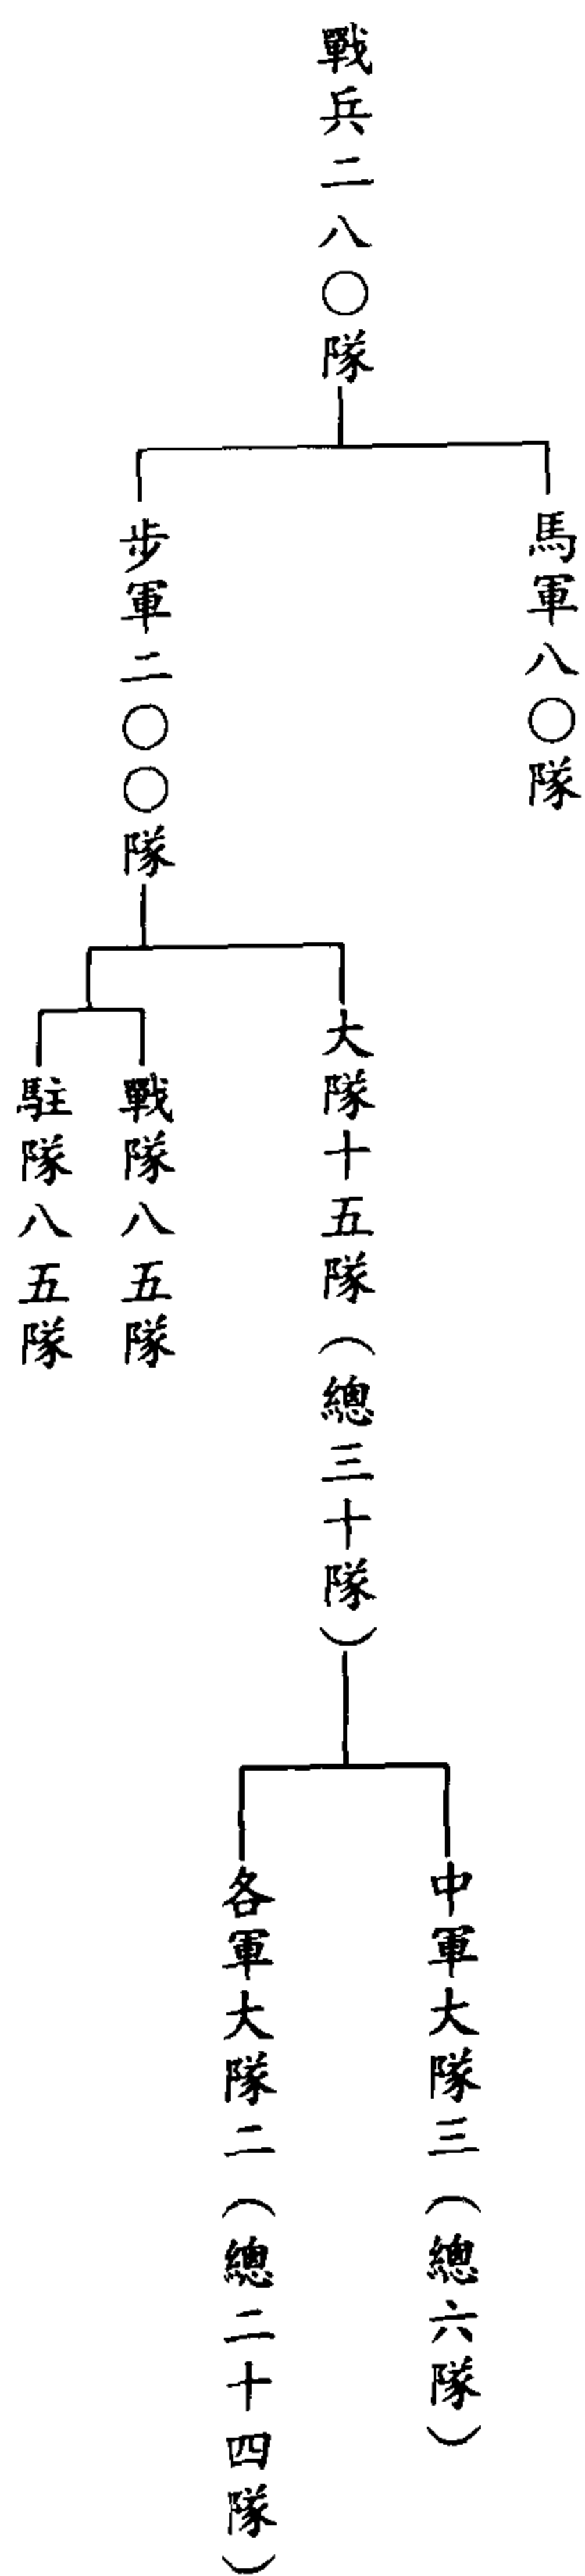 戰兵二八〇隊
馬軍八〇隊
步軍二〇〇隊
大隊十五隊（總三十隊）
戰隊八五隊
駐隊八五隊
中軍大隊三（總六隊）
各軍大隊二（總二十四隊）